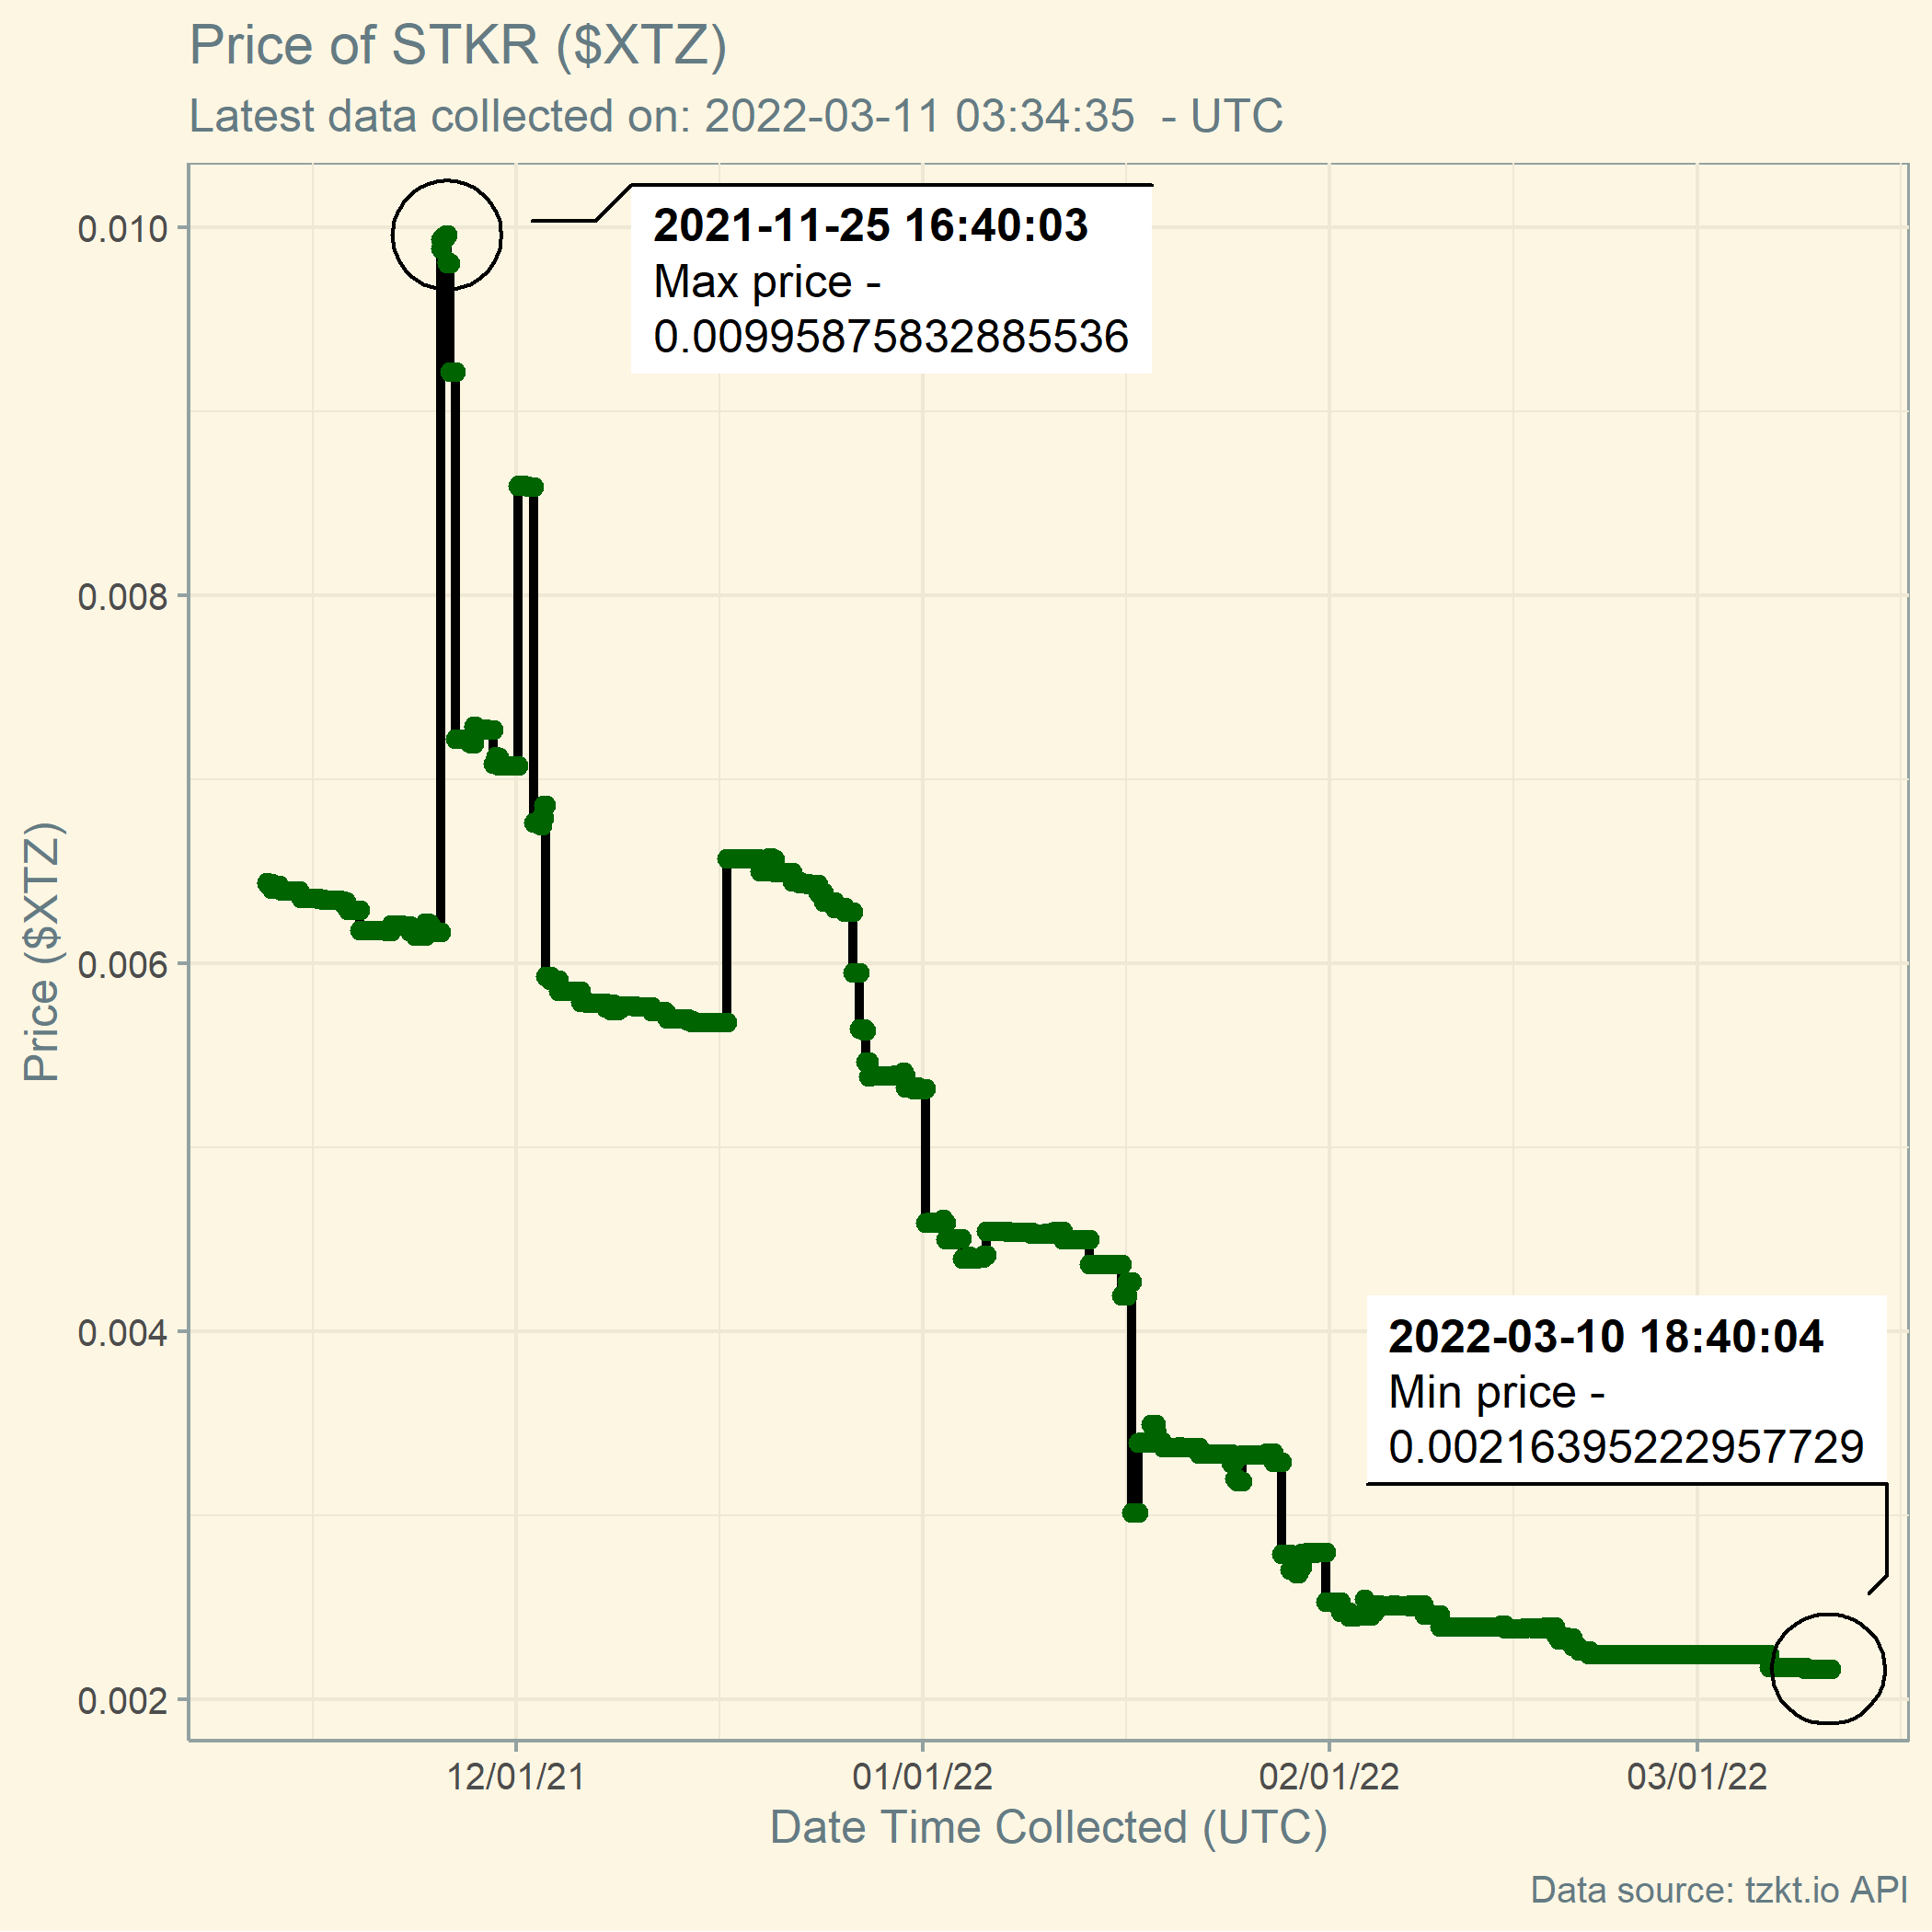 Price of STKR ($XTZ)
Latest data collected on: 2022-03-11 03:34:35  - UTC
2021-11-25 16:40:03
Max price -
0.00995875832885536
2022-03-10 18:40:04
Min price -
0.002163952222957729
Price ($XTZ)
0.010
0.008
0.006
0.004
0.002
12/01/21
01/01/22
02/01/22
03/01/22
Date Time Collected (UTC)
Data source: tzkt.io API